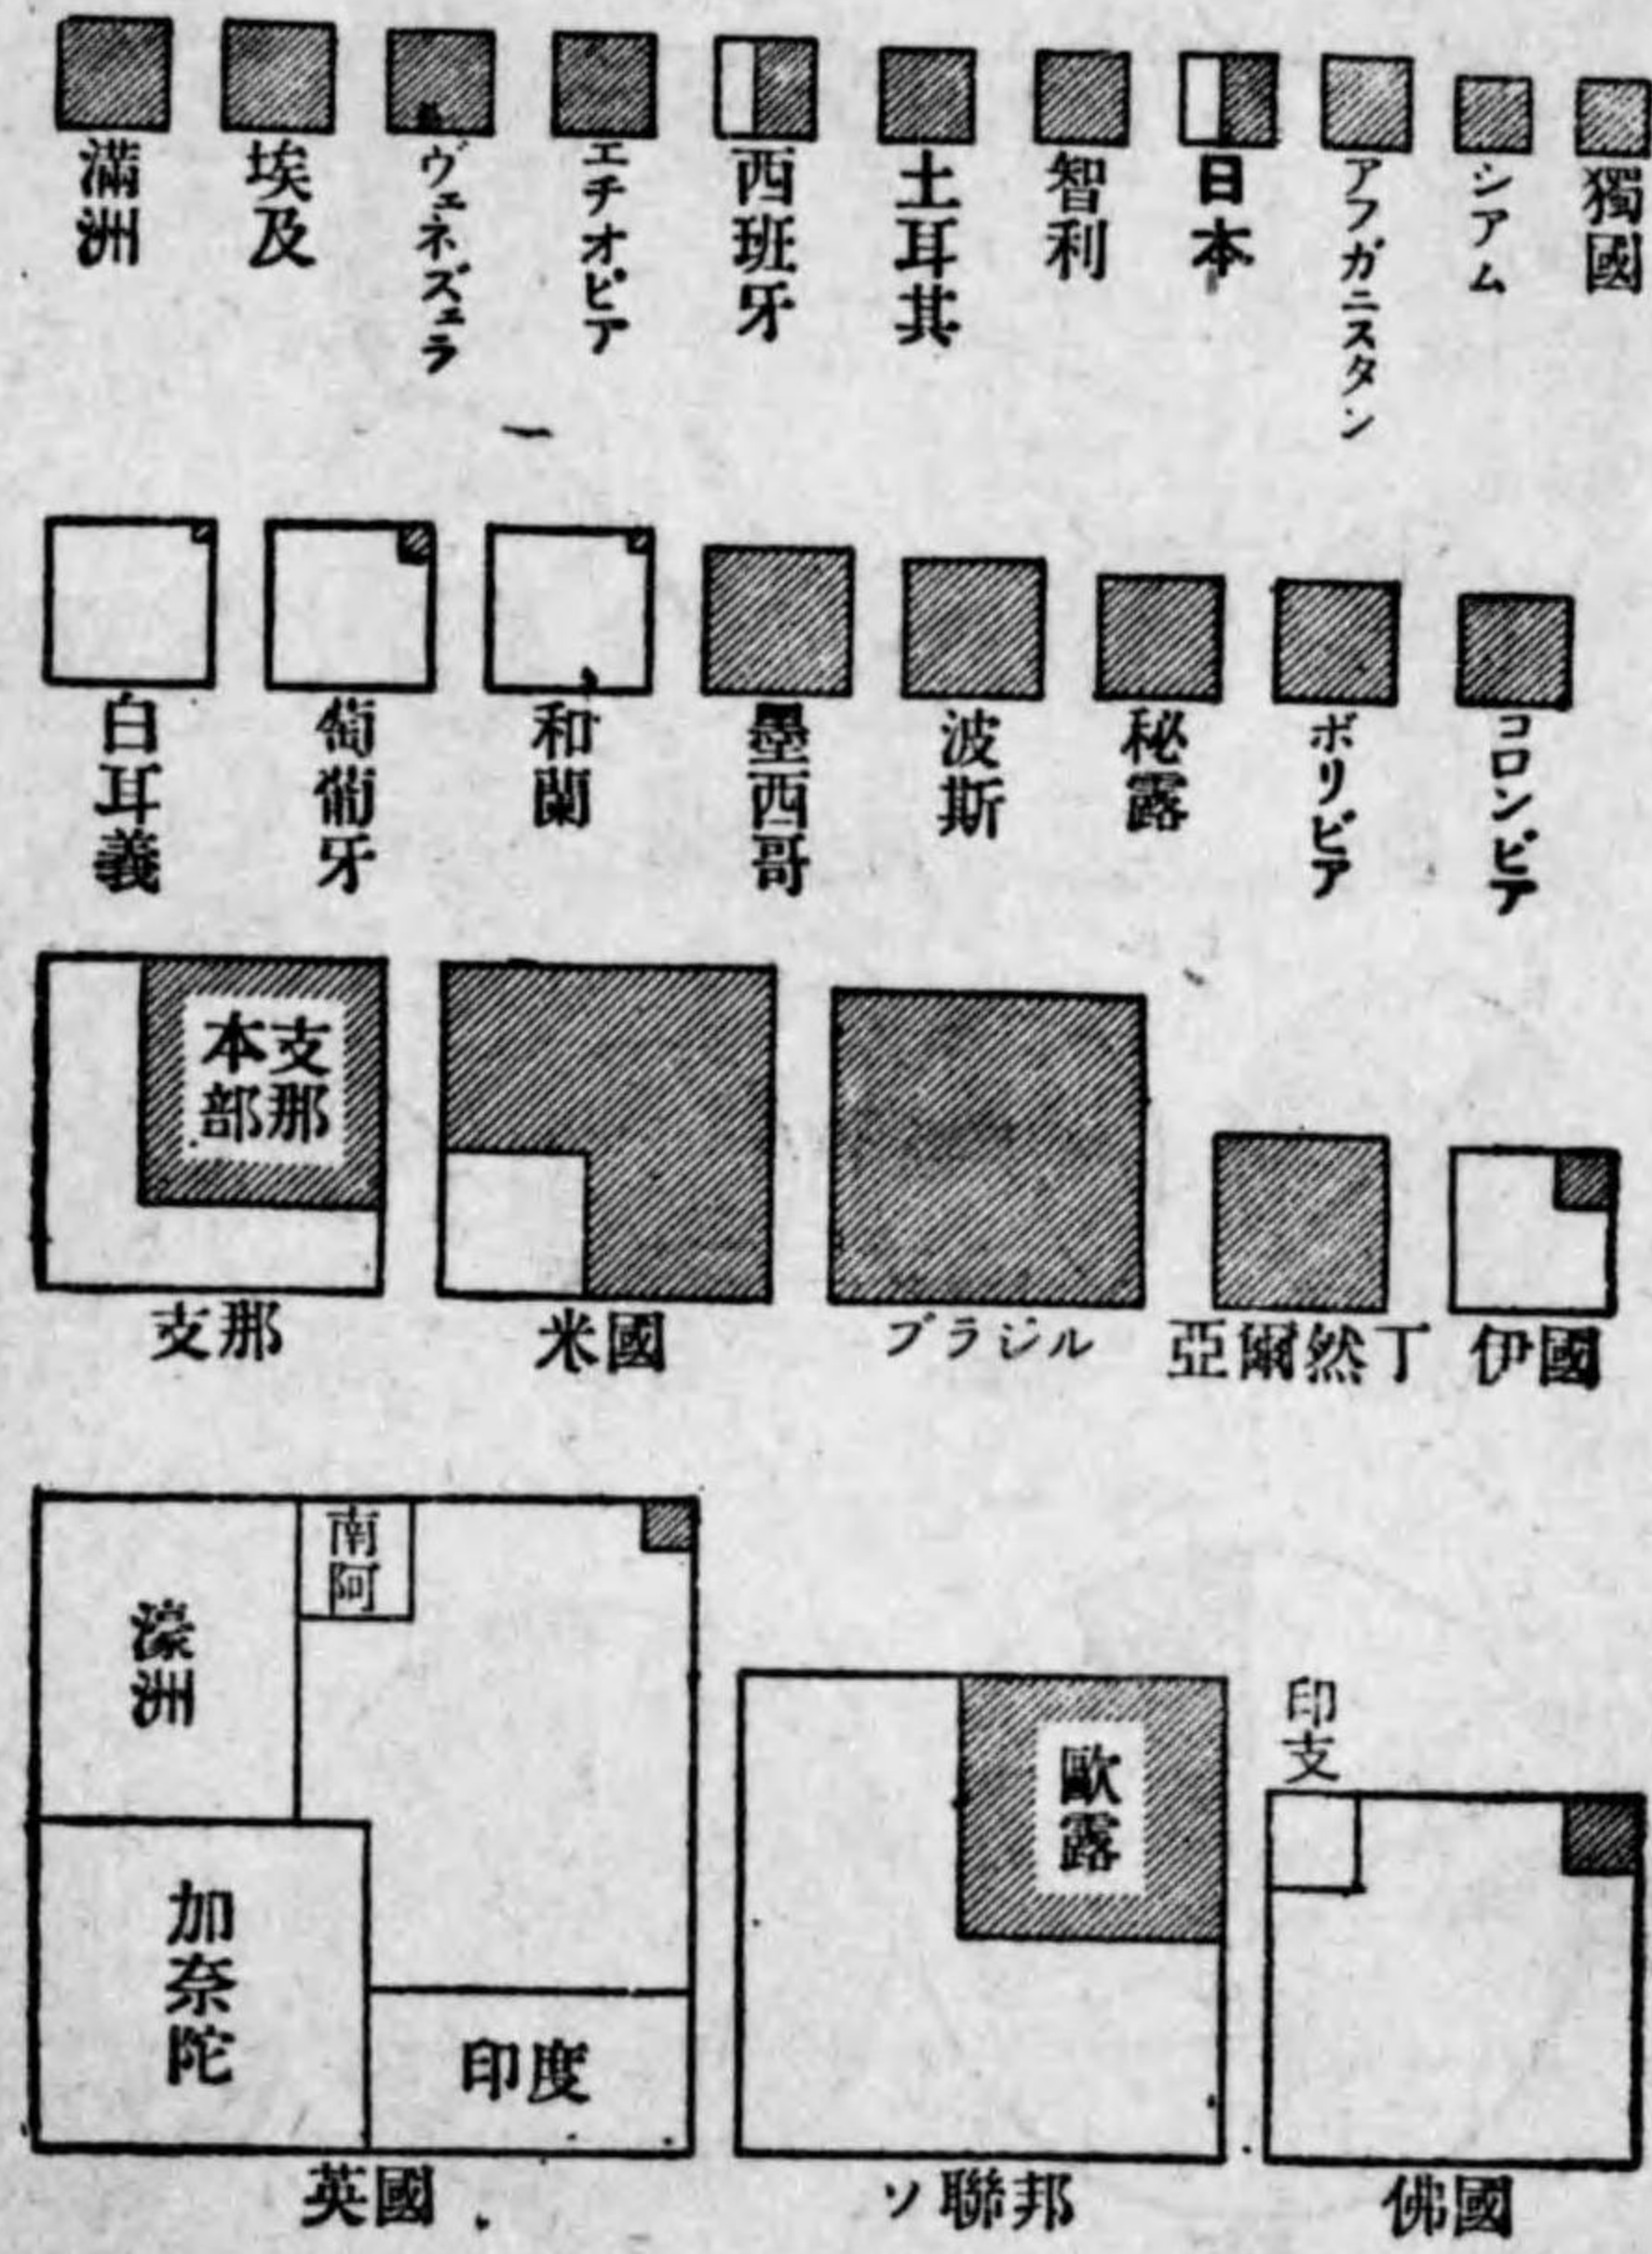 滿洲
埃及
ヴェネズェラ
エチオピア
西班牙
土耳其
智利
日本
アフガニスタン
シアム
獨國
白耳義
葡萄牙
和蘭
墨西哥
波斯
秘露
ボリビア
コロンビア
支那
本部
支那
米國
ブラジル
亞爾然丁
伊國
南阿
濠洲
加奈陀
印度
英國
歐露
ソ聯邦
印支
佛國